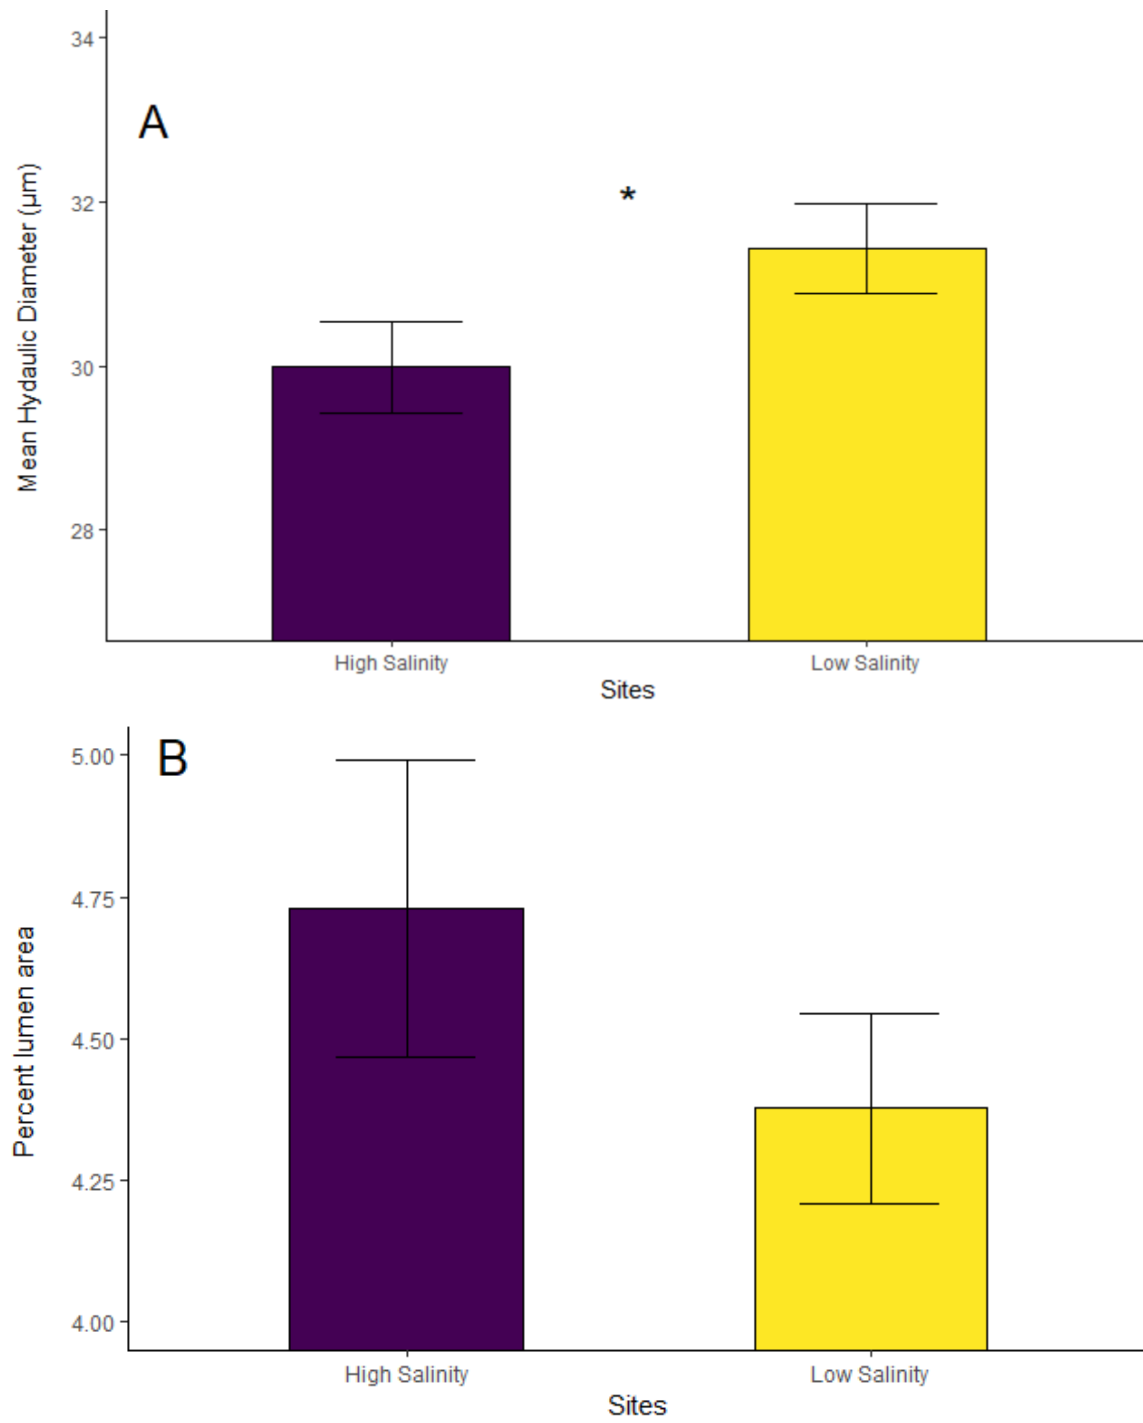 34
A
32
*
30
28
Mean Hydaulic Diameter (µm)
High Salinity Low Salinity
Sites
5.00
B
4.75
4.50
4.25
4.00
Percent lumen area
High Salinity Low Salinity
Sites